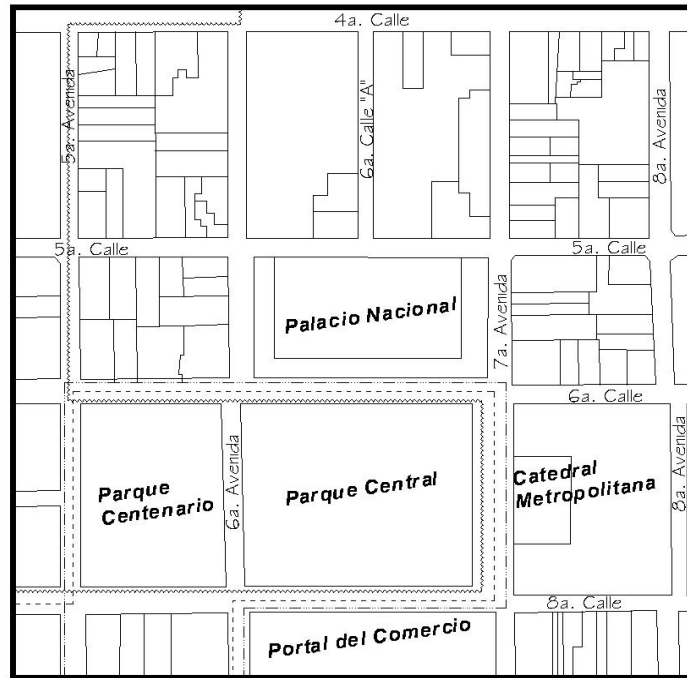 4a. Calle
5a. Avenida
6a. Calle "A"
8a. Avenida
5a. Calle
5a. Calle
Palacio Nacional
7a. Avenida
6a. Calle
Parque
Centenario
6a. Avenida
Parque Central
Catedral
Metropolitana
8a. Avenida
8a. Calle
Portal del Comercio